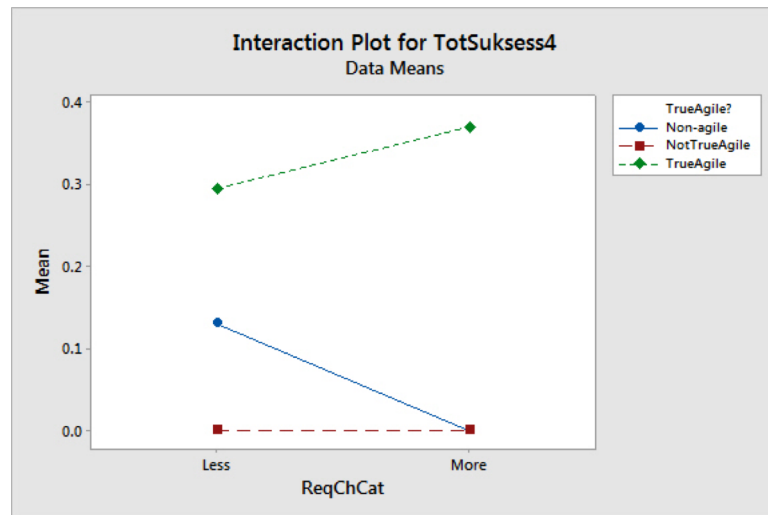 Interaction Plot for TotSuksess4
Data Means
0.4
0.3
0.2
0.1
0.0
Mean
Less
More
ReqChCat
TrueAgile?
Non-agile
NotTrueAgile
TrueAgile